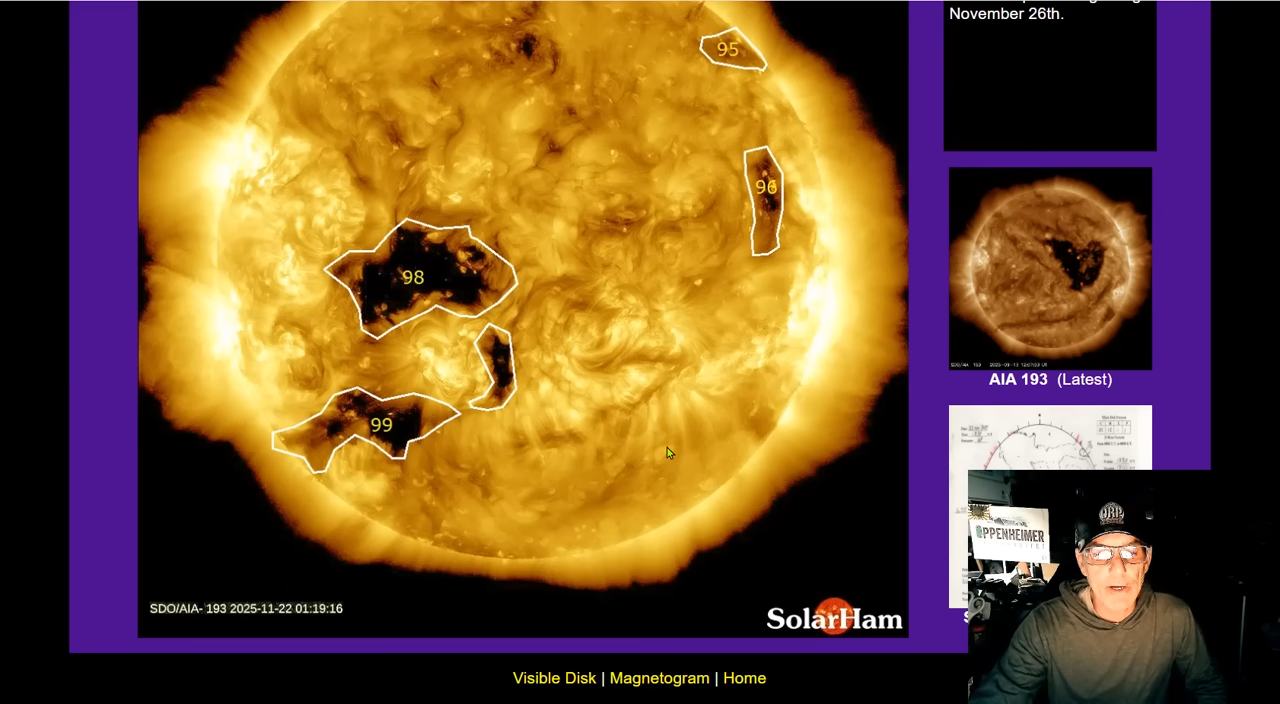 November 26th.
95
96
98
99
SDO/AIA- 193 2025-11-22 01:19:16
SolarHam
AIA 193 (Latest)
OPPENHEIMER
Visible Disk | Magnetogram | Home